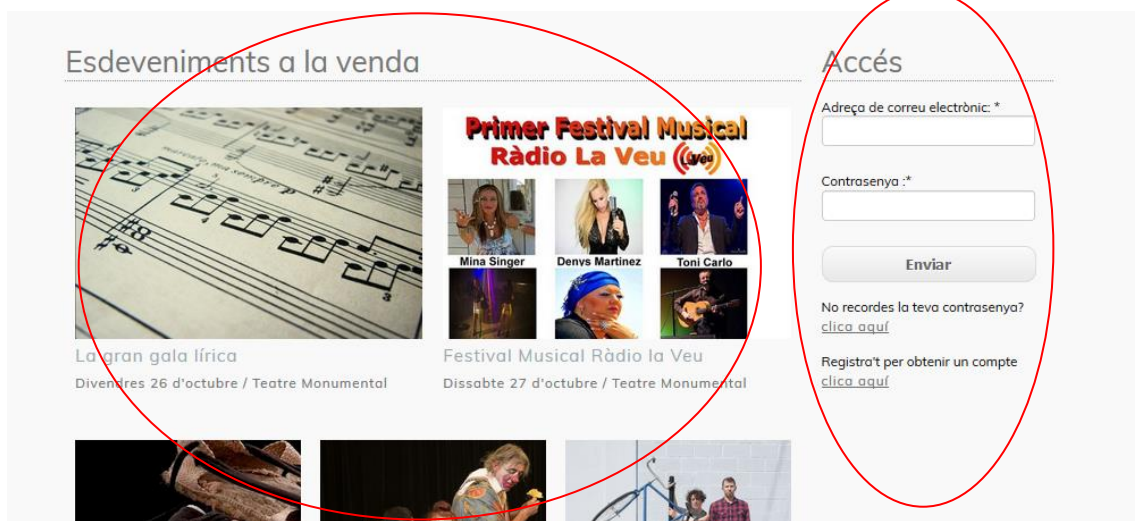 Esdeveniments a la venda
Primer Festival Musical
Ràdio La Veu
La Veu
Mina Singer
Denys Martinez
Toni Carlo
La gran gala lírica
Divendres 26 d'octubre / Teatre Monumental
Festival Musical Ràdio la Veu
Dissabte 27 d'octubre / Teatre Monumental
Accés
Adreça de correu electrònic: *
Contrasenya :*
Enviar
No recordes la teva contrasenya?
clica aquí
Registra't per obtenir un compte
clica aquí